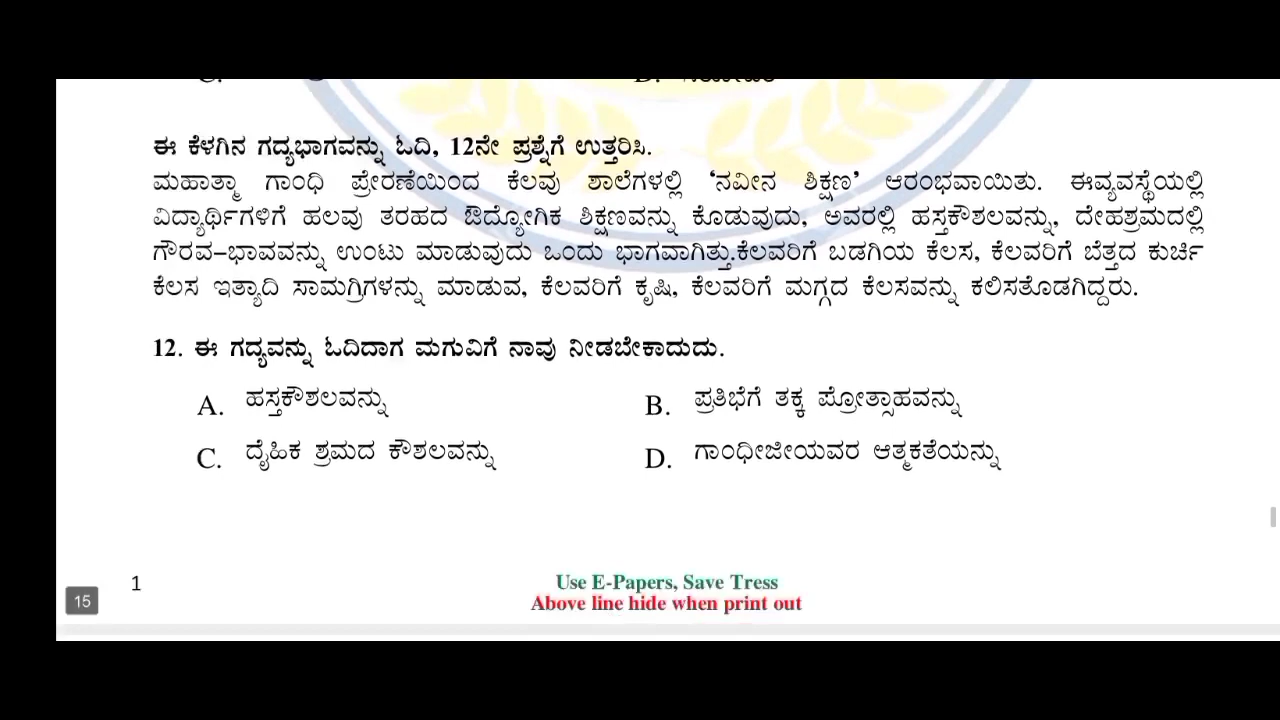 ಈ ಕೆಳಗಿನ ಗದ್ಯಭಾಗವನ್ನು ಓದಿ, 12ನೇ ಪ್ರಶ್ನೆಗೆ ಉತ್ತರಿಸಿ.
ಮಹಾತ್ಮಾ ಗಾಂಧಿ ಪ್ರೇರಣೆಯಿಂದ ಕೆಲವು ಶಾಲೆಗಳಲ್ಲಿ ‘ನವೀನ ಶಿಕ್ಷಣ’ ಆರಂಭವಾಯಿತು. ಈವ್ಯವಸ್ಥೆಯಲ್ಲಿ
ವಿದ್ಯಾರ್ಥಿಗಳಿಗೆ ಹಲವು ತರಹದ ಔದ್ಯೋಗಿಕ ಶಿಕ್ಷಣವನ್ನು ಕೊಡುವುದು, ಅವರಲ್ಲಿ ಹಸ್ತಕೌಶಲವನ್ನು, ದೇಹಶ್ರಮದಲ್ಲಿ
ಗೌರವ–ಭಾವವನ್ನು ಉಂಟು ಮಾಡುವುದು ಒಂದು ಭಾಗವಾಗಿತ್ತು.ಕೆಲವರಿಗೆ ಬಡಗಿಯ ಕೆಲಸ, ಕೆಲವರಿಗೆ ಬೆತ್ತದ ಕುರ್ಚಿ
ಕೆಲಸ ಇತ್ಯಾದಿ ಸಾಮಗ್ರಿಗಳನ್ನು ಮಾಡುವ, ಕೆಲವರಿಗೆ ಕೃಷಿ, ಕೆಲವರಿಗೆ ಮಗ್ಗದ ಕೆಲಸವನ್ನು ಕಲಿಸತೊಡಗಿದ್ದರು.
12. ಈ ಗದ್ಯವನ್ನು ಓದಿದಾಗ ಮಗುವಿಗೆ ನಾವು ನೀಡಬೇಕಾದುದು.
A. ಹಸ್ತಕೌಶಲವನ್ನು B. ಪ್ರತಿಭೆಗೆ ತಕ್ಕ ಪ್ರೋತ್ಸಾಹವನ್ನು
C. ದೈಹಿಕ ಶ್ರಮದ ಕೌಶಲವನ್ನು D. ಗಾಂಧೀಜೀಯವರ ಆತ್ಮಕತೆಯನ್ನು
1
15
Use E-Papers, Save Tress
Above line hide when print out